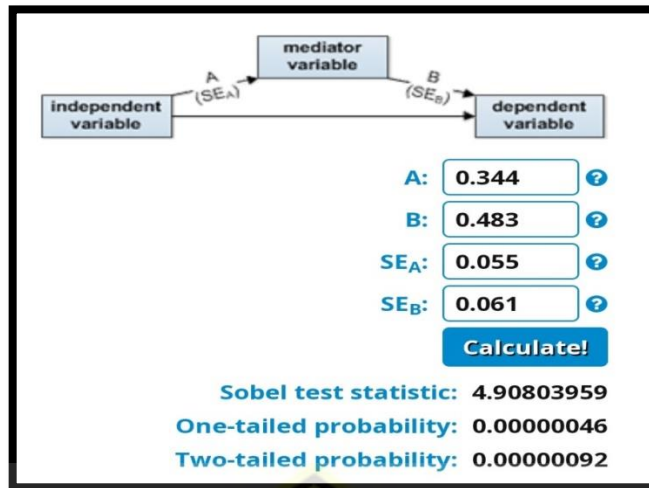 mediator
variable
A
(SEA)
B
(SEB)
independent
variable
dependent
variable
A: 0.344 ?
B: 0.483 ?
SEA: 0.055 ?
SEB: 0.061 ?
Calculate!
Sobel test statistic: 4.90803959
One-tailed probability: 0.00000046
Two-tailed probability: 0.00000092